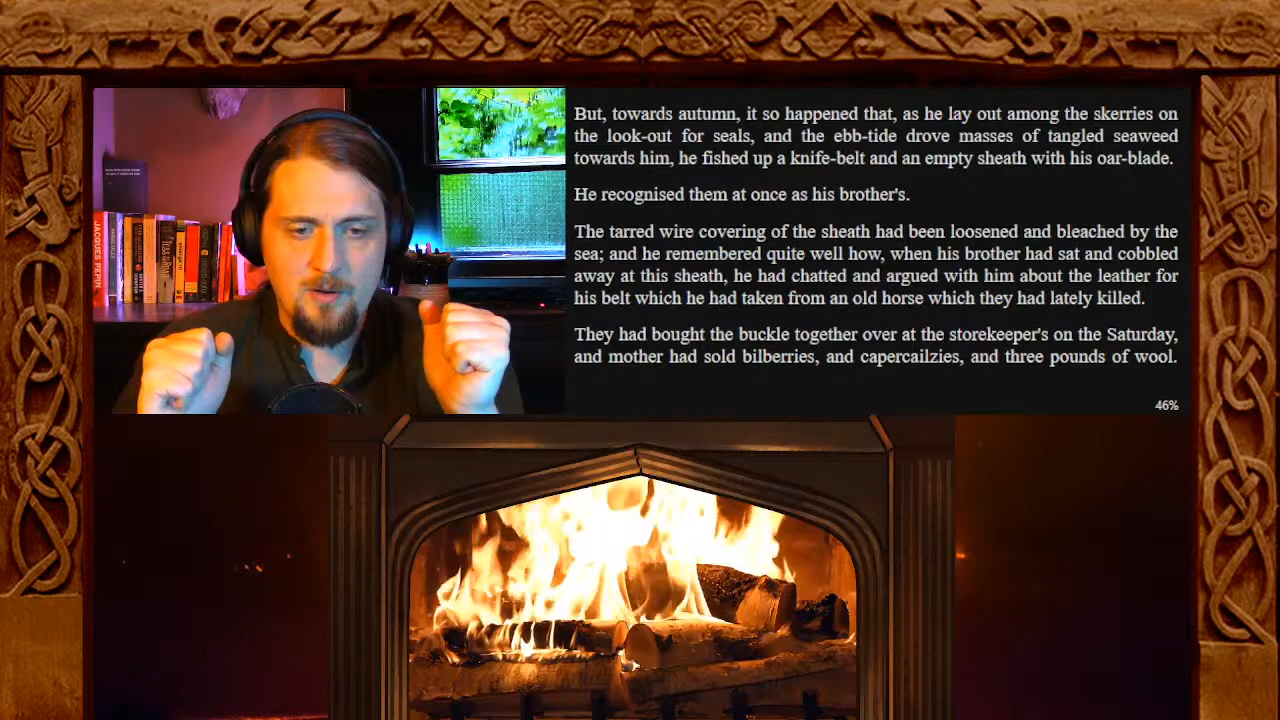 But, towards autumn, it so happened that, as he lay out among the skerries on
the look-out for seals, and the ebb-tide drove masses of tangled seaweed
towards him, he fished up a knife-belt and an empty sheath with his oar-blade.
He recognised them at once as his brother's.
The tarred wire covering of the sheath had been loosened and bleached by the
sea; and he remembered quite well how, when his brother had sat and cobbled
away at this sheath, he had chatted and argued with him about the leather for
his belt which he had taken from an old horse which they had lately killed.
They had bought the buckle together over at the storekeeper's on the Saturday,
and mother had sold bilberries, and capercailzies, and three pounds of wool.
46%
JACQUES PEPIN